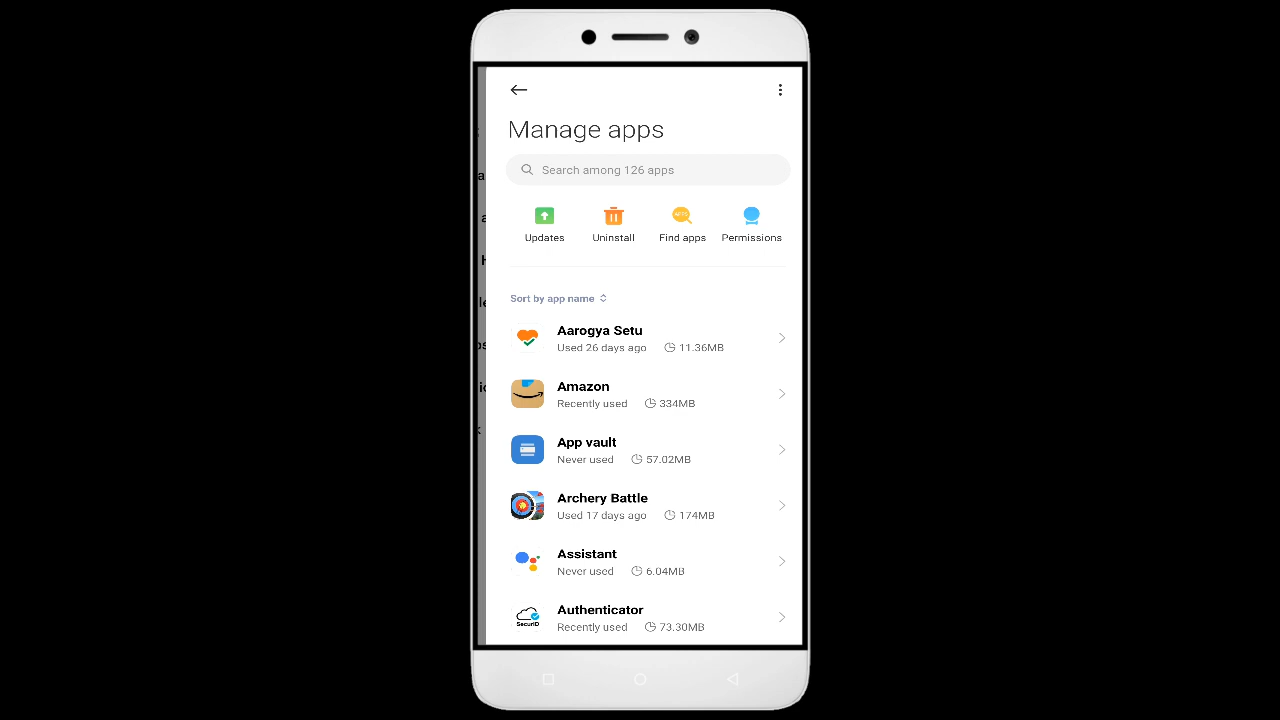 Manage apps
Search among 126 apps
Updates Uninstall Find apps Permissions
Sort by app name
Aarogya Setu
Used 26 days ago 11.36MB
Amazon
Recently used 334MB
App vault
Never used 57.02MB
Archery Battle
Used 17 days ago 174MB
Assistant
Never used 6.04MB
Authenticator
SecurID
Recently used 73.30MB